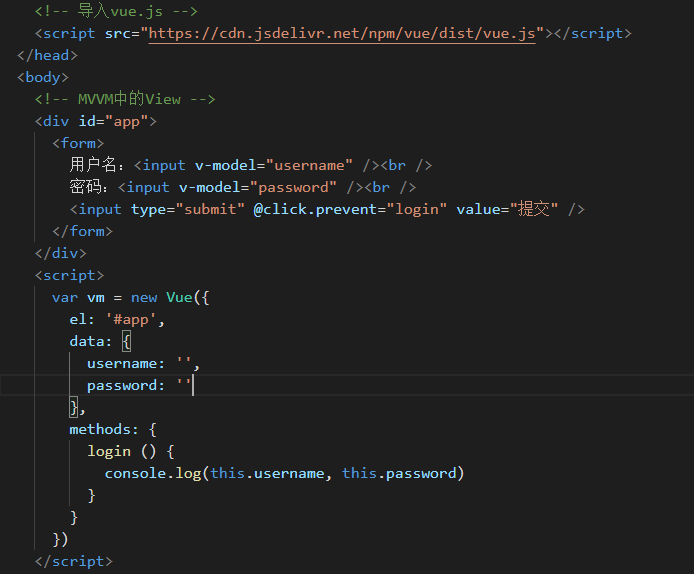 <!-- 导入vue.js -->
<script src="https://cdn.jsdelivr.net/npm/vue/dist/vue.js"></script>
</head>
<body>
<!-- MVVM中的View -->
<div id="app">
<form>
用户名：<input v-model="username" /><br />
密码：<input v-model="password" /><br />
<input type="submit" @click.prevent="login" value="提交" />
</form>
</div>
<script>
var vm = new Vue({
el: '#app',
data: {
username: '',
password: ''
},
methods: {
login () {
console.log(this.username, this.password)
}
}
})
</script>